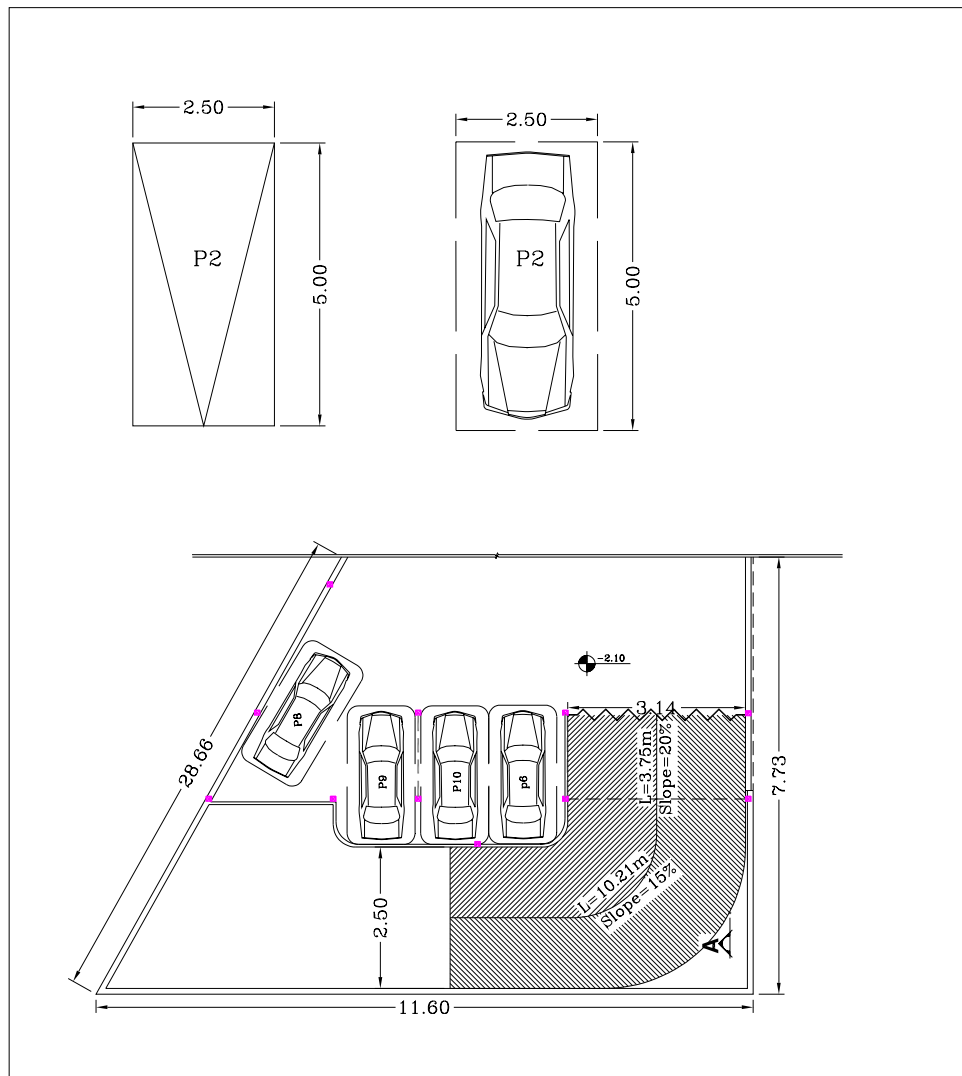 2.50
P2
5.00
2.50
P2
5.00
28.66
P8
P9
P10
p6
-2.10
3.14
L=3.75m
Slope=20%
7.73
L=10.21m
Slope=15%
2.50
A
11.60